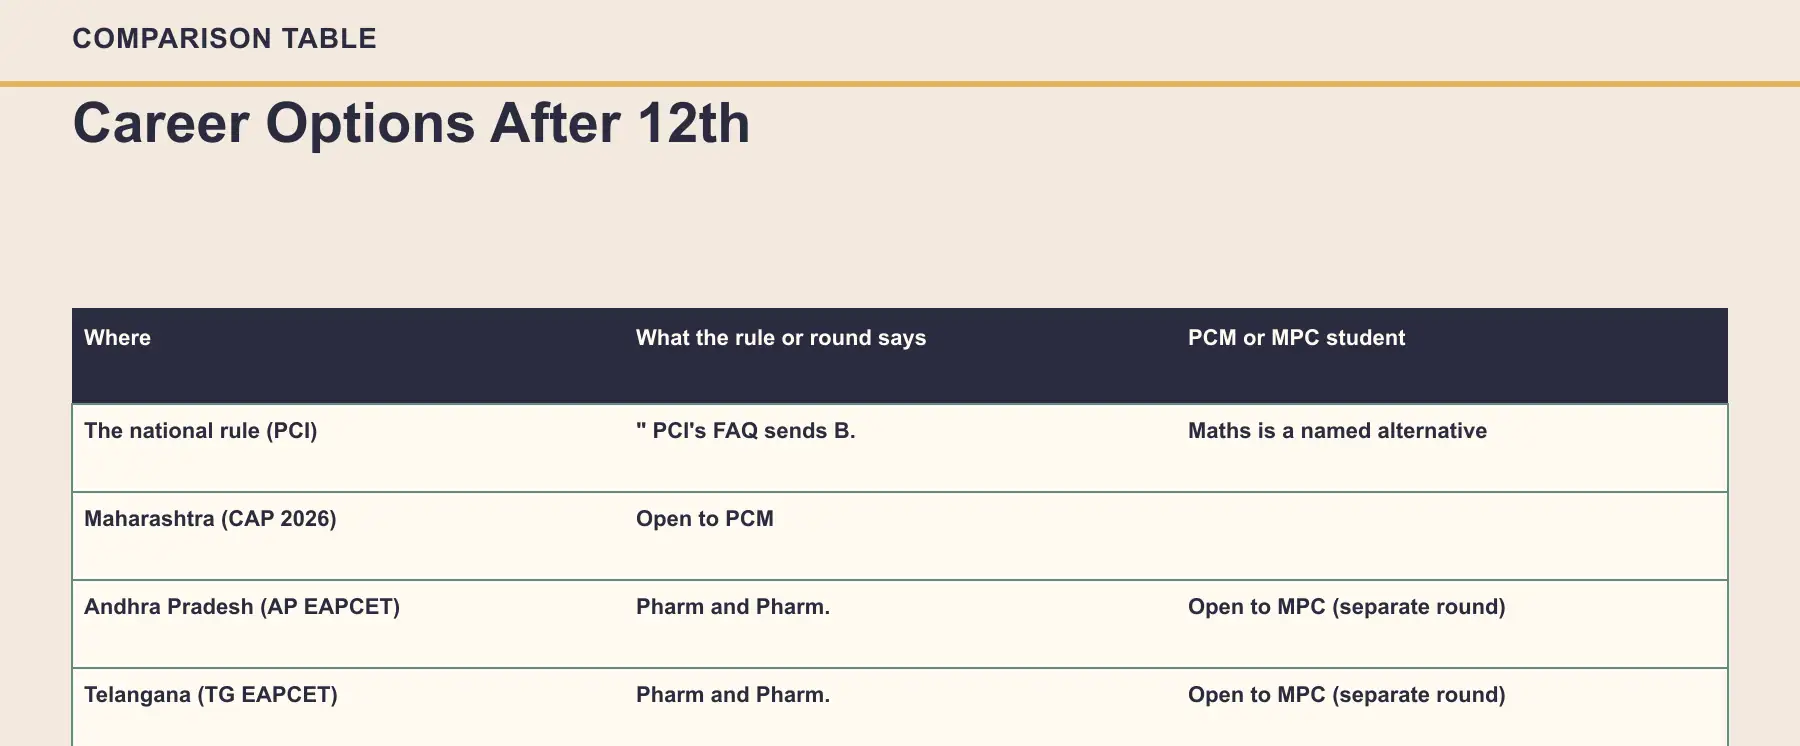 COMPARISON TABLE
Career Options After 12th
Where What the rule or round says PCM or MPC student
The national rule (PCI) " PCI's FAQ sends B. Maths is a named alternative
Maharashtra (CAP 2026) Open to PCM
Andhra Pradesh (AP EAPCET) Pharm and Pharm. Open to MPC (separate round)
Telangana (TG EAPCET) Pharm and Pharm. Open to MPC (separate round)